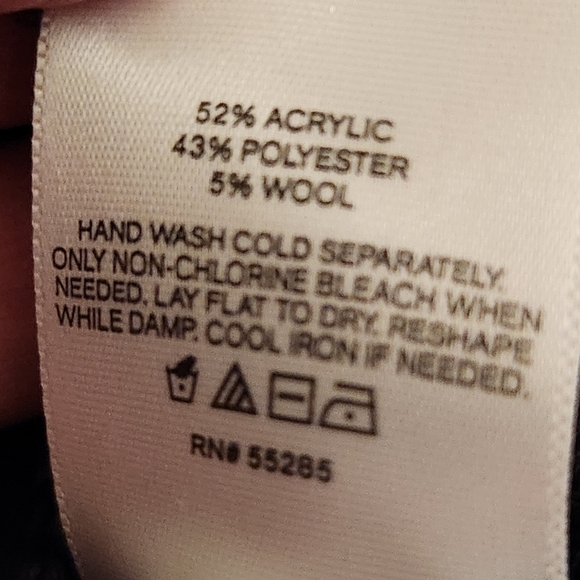 52% ACRYLIC
43% POLYESTER
5% WOOL
HAND WASH COLD SEPARATELY.
ONLY NON-CHLORINE BLEACH WHEN
NEEDED. LAY FLAT TO DRY. RESHAPE
WHILE DAMP. COOL IRON IF NEEDED.
RN# 55285